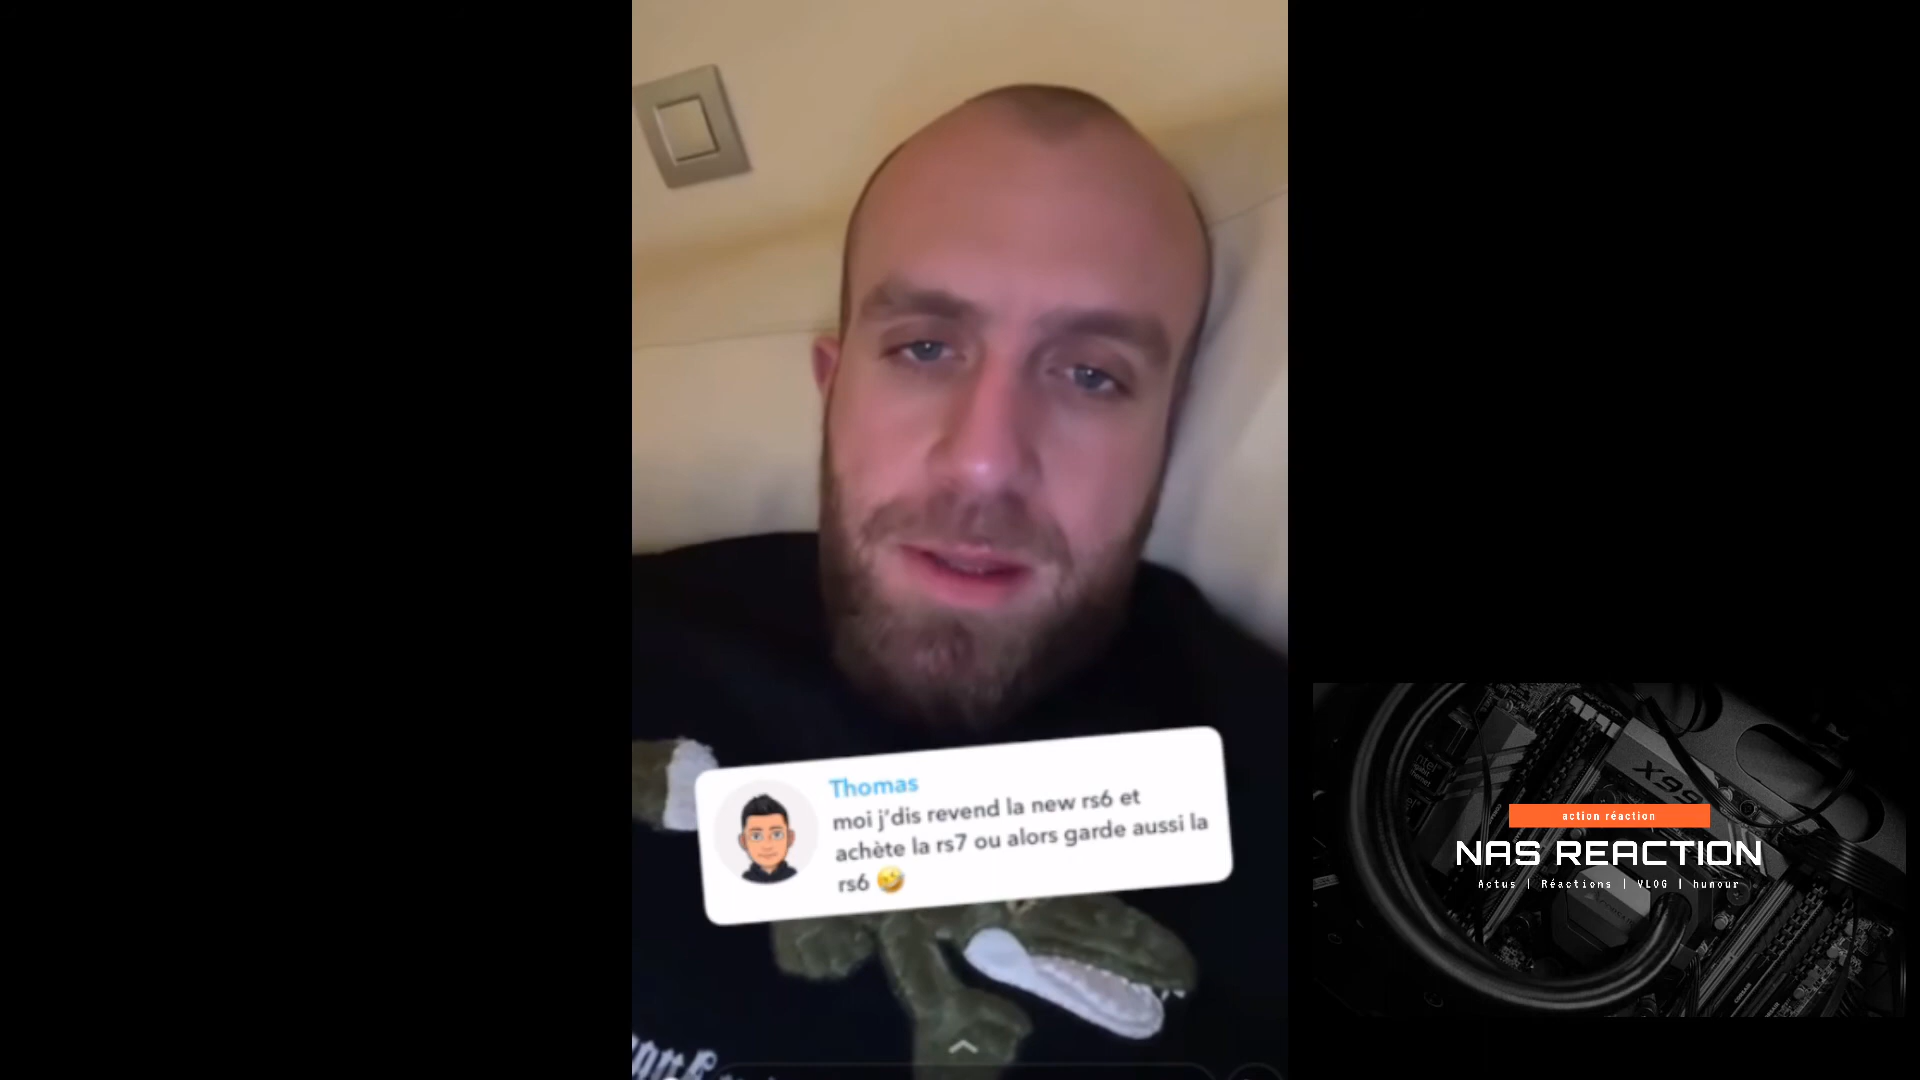 Thomas
moi j'dis revend la new rs6 et
achète la rs7 ou alors garde aussi la
rs6 🤣
X99
action réaction
NAS REACTION
Actus | Réactions | VLOG | humour